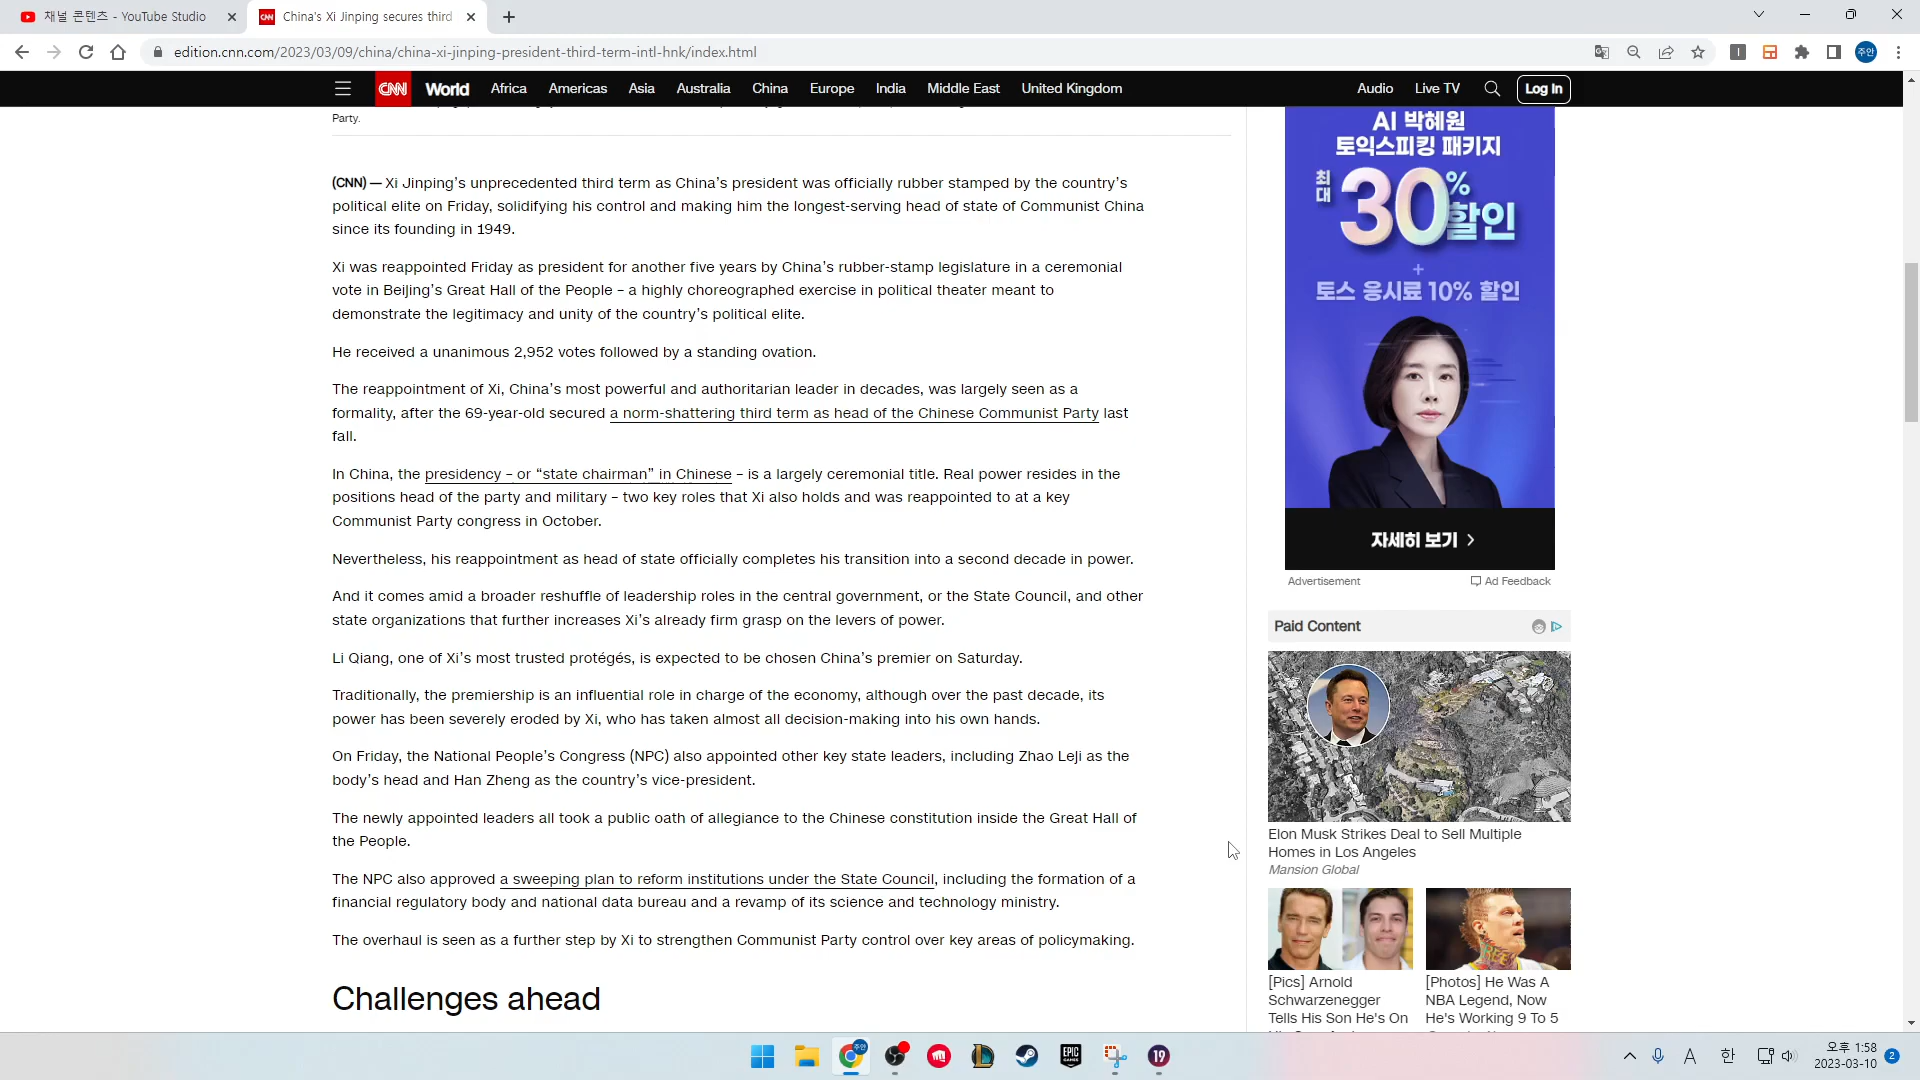 채널 콘텐츠 - YouTube Studio
CNN
China's Xi Jinping secures third
edition.cnn.com/2023/03/09/china/china-xi-jinping-president-third-term-intl-hnk/index.html
주안
CNN World Africa Americas Asia Australia China Europe India Middle East United Kingdom Audio Live TV Log In
Party.
(CNN) — Xi Jinping's unprecedented third term as China's president was officially rubber stamped by the country's
political elite on Friday, solidifying his control and making him the longest-serving head of state of Communist China
since its founding in 1949.
Xi was reappointed Friday as president for another five years by China's rubber-stamp legislature in a ceremonial
vote in Beijing's Great Hall of the People – a highly choreographed exercise in political theater meant to
demonstrate the legitimacy and unity of the country's political elite.
He received a unanimous 2,952 votes followed by a standing ovation.
The reappointment of Xi, China's most powerful and authoritarian leader in decades, was largely seen as a
formality, after the 69-year-old secured a norm-shattering third term as head of the Chinese Communist Party last
fall.
In China, the presidency – or “state chairman” in Chinese – is a largely ceremonial title. Real power resides in the
positions head of the party and military – two key roles that Xi also holds and was reappointed to at a key
Communist Party congress in October.
Nevertheless, his reappointment as head of state officially completes his transition into a second decade in power.
And it comes amid a broader reshuffle of leadership roles in the central government, or the State Council, and other
state organizations that further increases Xi's already firm grasp on the levers of power.
Li Qiang, one of Xi's most trusted protégés, is expected to be chosen China's premier on Saturday.
Traditionally, the premiership is an influential role in charge of the economy, although over the past decade, its
power has been severely eroded by Xi, who has taken almost all decision-making into his own hands.
On Friday, the National People's Congress (NPC) also appointed other key state leaders, including Zhao Leji as the
body's head and Han Zheng as the country's vice-president.
The newly appointed leaders all took a public oath of allegiance to the Chinese constitution inside the Great Hall of
the People.
The NPC also approved a sweeping plan to reform institutions under the State Council, including the formation of a
financial regulatory body and national data bureau and a revamp of its science and technology ministry.
The overhaul is seen as a further step by Xi to strengthen Communist Party control over key areas of policymaking.
Challenges ahead
AI 박혜원
토익스피킹 패키지
최대 30% 할인
+
토스 응시료 10% 할인
자세히 보기
Advertisement
Ad Feedback
Paid Content
Elon Musk Strikes Deal to Sell Multiple
Homes in Los Angeles
Mansion Global
[Pics] Arnold
Schwarzenegger
Tells His Son He's On
[Photos] He Was A
NBA Legend, Now
He's Working 9 To 5
주안
EPIC
GAMES
19
A
한
오후 1:58
2023-03-10
2